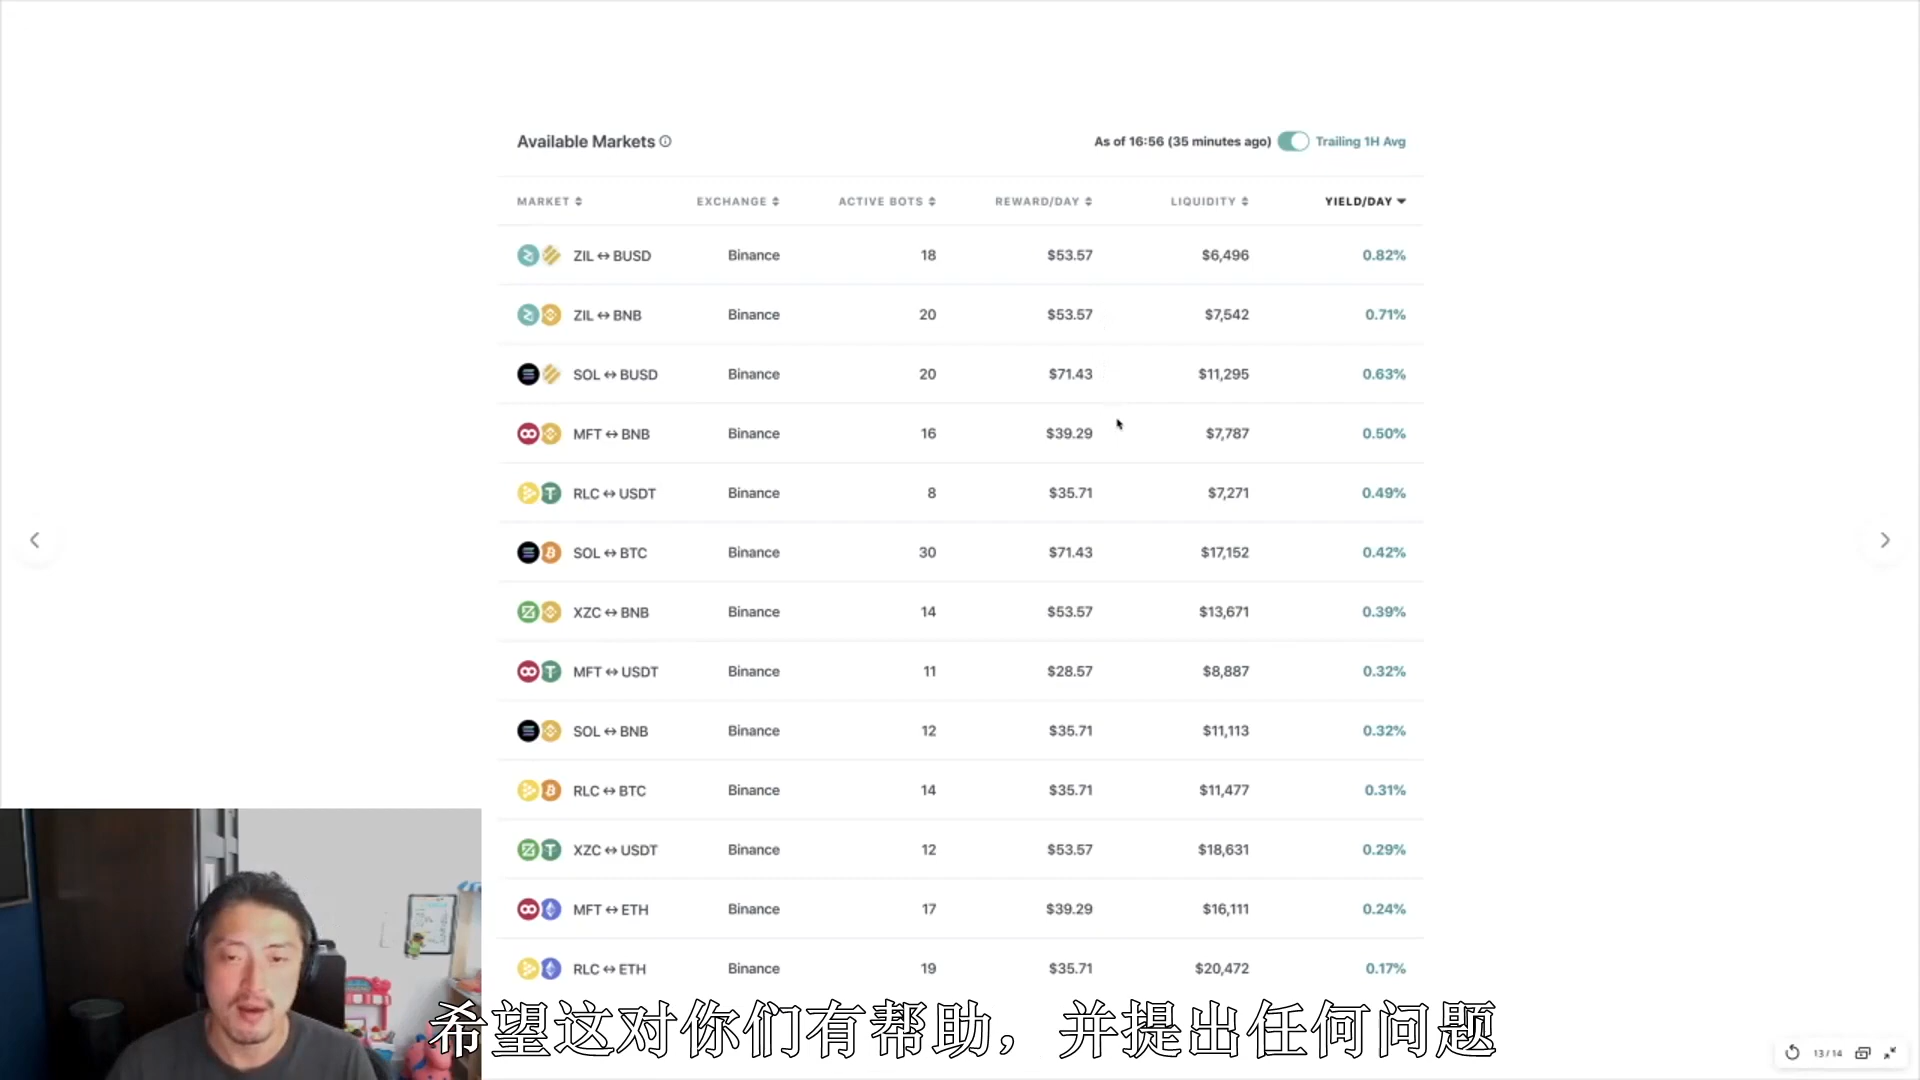 Available Markets
As of 16:56 (35 minutes ago) Trailing 1H Avg
MARKET EXCHANGE ACTIVE BOTS REWARD/DAY LIQUIDITY YIELD/DAY
ZIL ↔ BUSD Binance 18 $53.57 $6,496 0.82%
ZIL ↔ BNB Binance 20 $53.57 $7,542 0.71%
SOL ↔ BUSD Binance 20 $71.43 $11,295 0.63%
MFT ↔ BNB Binance 16 $39.29 $7,787 0.50%
RLC ↔ USDT Binance 8 $35.71 $7,271 0.49%
SOL ↔ BTC Binance 30 $71.43 $17,152 0.42%
XZC ↔ BNB Binance 14 $53.57 $13,671 0.39%
MFT ↔ USDT Binance 11 $28.57 $8,887 0.32%
SOL ↔ BNB Binance 12 $35.71 $11,113 0.32%
RLC ↔ BTC Binance 14 $35.71 $11,477 0.31%
XZC ↔ USDT Binance 12 $53.57 $18,631 0.29%
MFT ↔ ETH Binance 17 $39.29 $16,111 0.24%
RLC ↔ ETH Binance 19 $35.71 $20,472 0.17%
希望这对你们有帮助，并提出任何问题
13/14